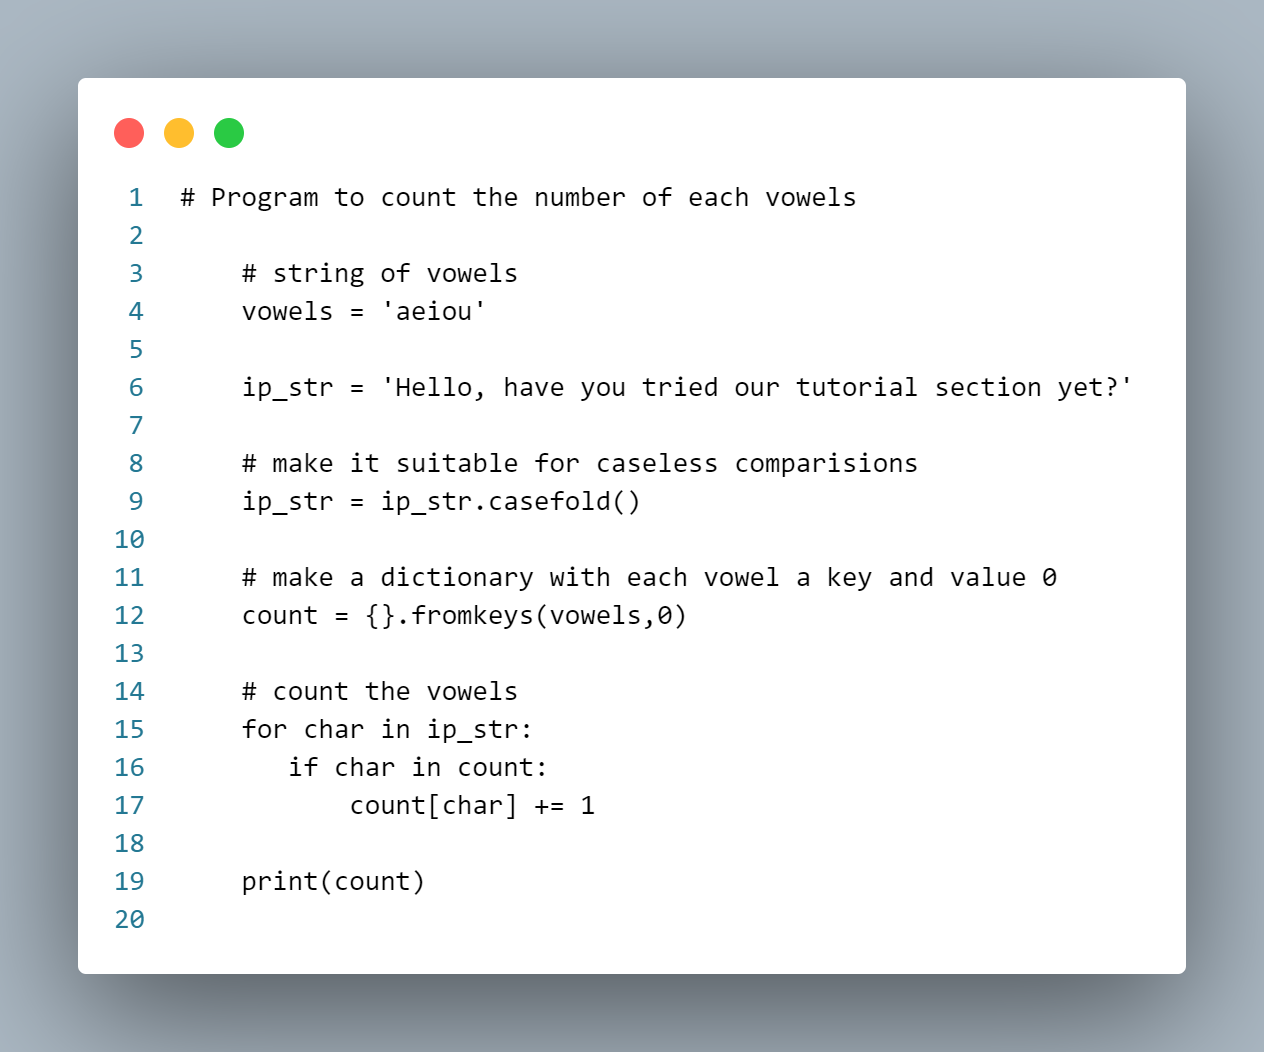 1 # Program to count the number of each vowels
2
3     # string of vowels
4     vowels = 'aeiou'
5
6     ip_str = 'Hello, have you tried our tutorial section yet?'
7
8     # make it suitable for caseless comparisions
9     ip_str = ip_str.casefold()
10
11     # make a dictionary with each vowel a key and value 0
12     count = {}.fromkeys(vowels,0)
13
14     # count the vowels
15     for char in ip_str:
16        if char in count:
17            count[char] += 1
18
19     print(count)
20